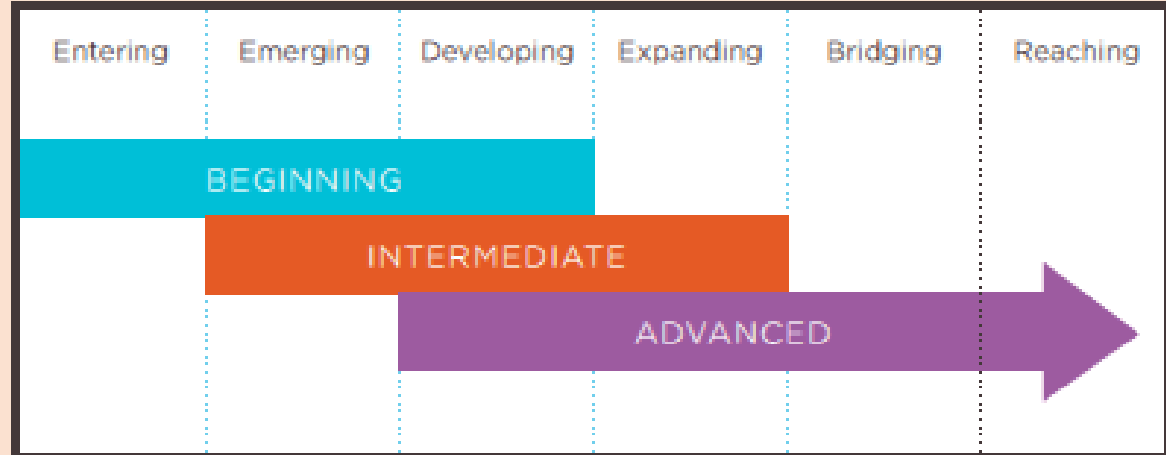 Entering Emerging Developing Expanding Bridging Reaching
BEGINNING
INTERMEDIATE
ADVANCED